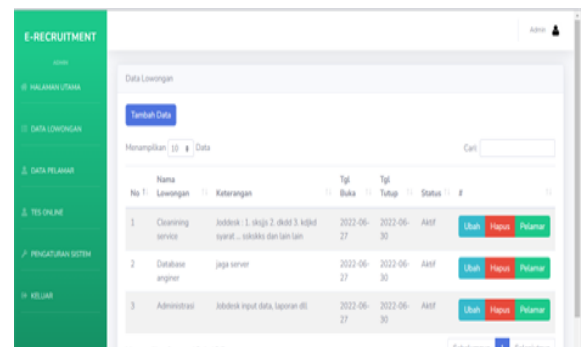 E-RECRUITMENT
Admin
ADMIN
HALAMAN UTAMA
DATA LOWONGAN
DATA PELAMAR
TES ONLINE
PENGATURAN SISTEM
KELUAR
Data Lowongan
Tambah Data
Menampilkan 10 Data
Cari:
No Nama Lowongan Keterangan Tgl Buka Tgl Tutup Status #
1 Cleanining service Joddesk : 1. 2. dkdd 3. kdjkd syarat ... dan lain lain 2022-06-27 2022-06-30 Aktif Ubah Hapus Pelamar
2 Database anginer jaga server 2022-06-27 2022-06-30 Aktif Ubah Hapus Pelamar
3 Administrasi Jobdesk input data, laporan dll 2022-06-27 2022-06-30 Aktif Ubah Hapus Pelamar